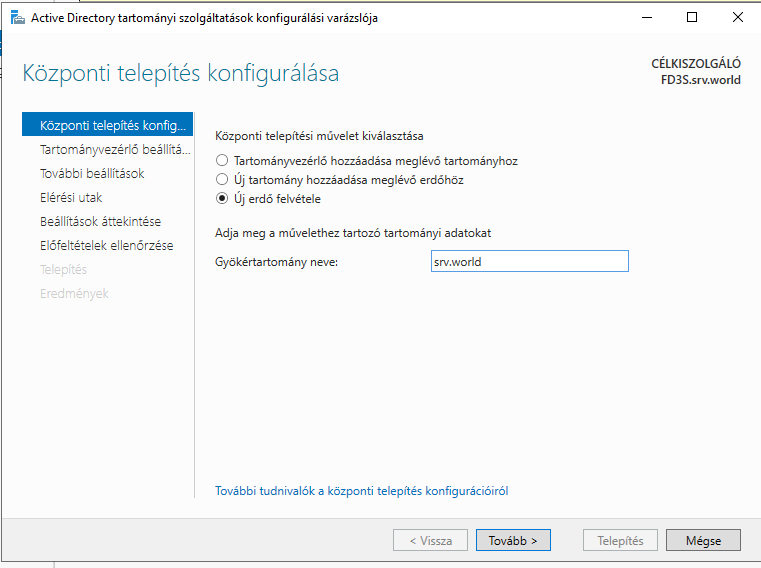 Active Directory tartományi szolgáltatások konfigurálási varázslója
Központi telepítés konfigurálása
CÉLKISZOLGÁLÓ
FD3S.srv.world
Központi telepítés konfig...
Tartományvezérlő beállítá...
További beállítások
Elérési utak
Beállítások áttekintése
Előfeltételek ellenőrzése
Telepítés
Eredmények
Központi telepítési művelet kiválasztása
Tartományvezérlő hozzáadása meglévő tartományhoz
Új tartomány hozzáadása meglévő erdőhöz
Új erdő felvétele
Adja meg a művelethez tartozó tartományi adatokat
Gyökértartomány neve: srv.world
További tudnivalók a központi telepítés konfigurációiról
< Vissza Tovább > Telepítés Mégse